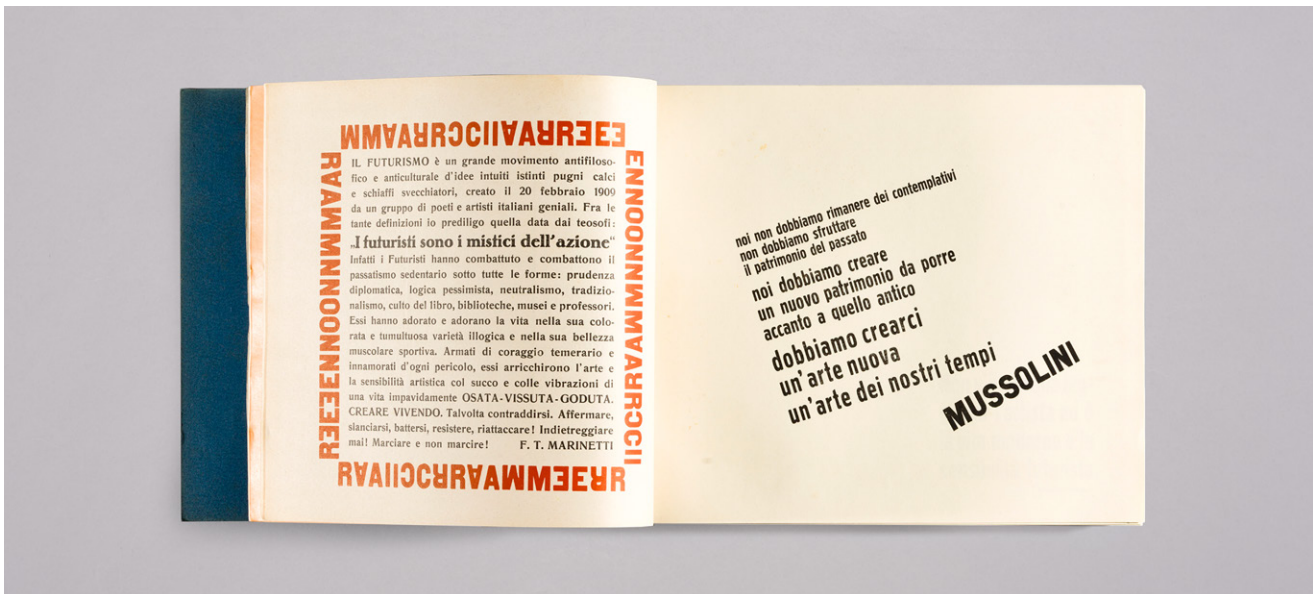 MMAARRCCIIAARREEE
ENNOONNMMAARRCCII
RAAIICCRRAAMMEERR
REEENNOONNMMAAR
IL FUTURISMO è un grande movimento antifiloso-
fico e anticulturale d'idee intuiti istinti pugni calci
e schiaffi svecchiatori, creato il 20 febbraio 1909
da un gruppo di poeti e artisti italiani geniali. Fra le
tante definizioni io prediligo quella data dai teosofi:
„I futuristi sono i mistici dell'azione"
Infatti i Futuristi hanno combattuto e combattono il
passatismo sedentario sotto tutte le forme: prudenza
diplomatica, logica pessimista, neutralismo, tradizio-
nalismo, culto del libro, biblioteche, musei e professori.
Essi hanno adorato e adorano la vita nella sua colo-
rata e tumultuosa varietà illogica e nella sua bellezza
muscolare sportiva. Armati di coraggio temerario e
innamorati d'ogni pericolo, essi arricchirono l'arte e
la sensibilità artistica col succo e colle vibrazioni di
una vita impavidamente OSATA-VISSUTA-GODUTA.
CREARE VIVENDO. Talvolta contraddirsi. Affermare,
slanciarsi, battersi, resistere, riattaccare! Indietreggiare
mai! Marciare e non marcire! F. T. MARINETTI
noi non dobbiamo rimanere dei contemplativi
non dobbiamo sfruttare
il patrimonio del passato
noi dobbiamo creare
un nuovo patrimonio da porre
accanto a quello antico
dobbiamo crearci
un'arte nuova
un'arte dei nostri tempi
MUSSOLINI